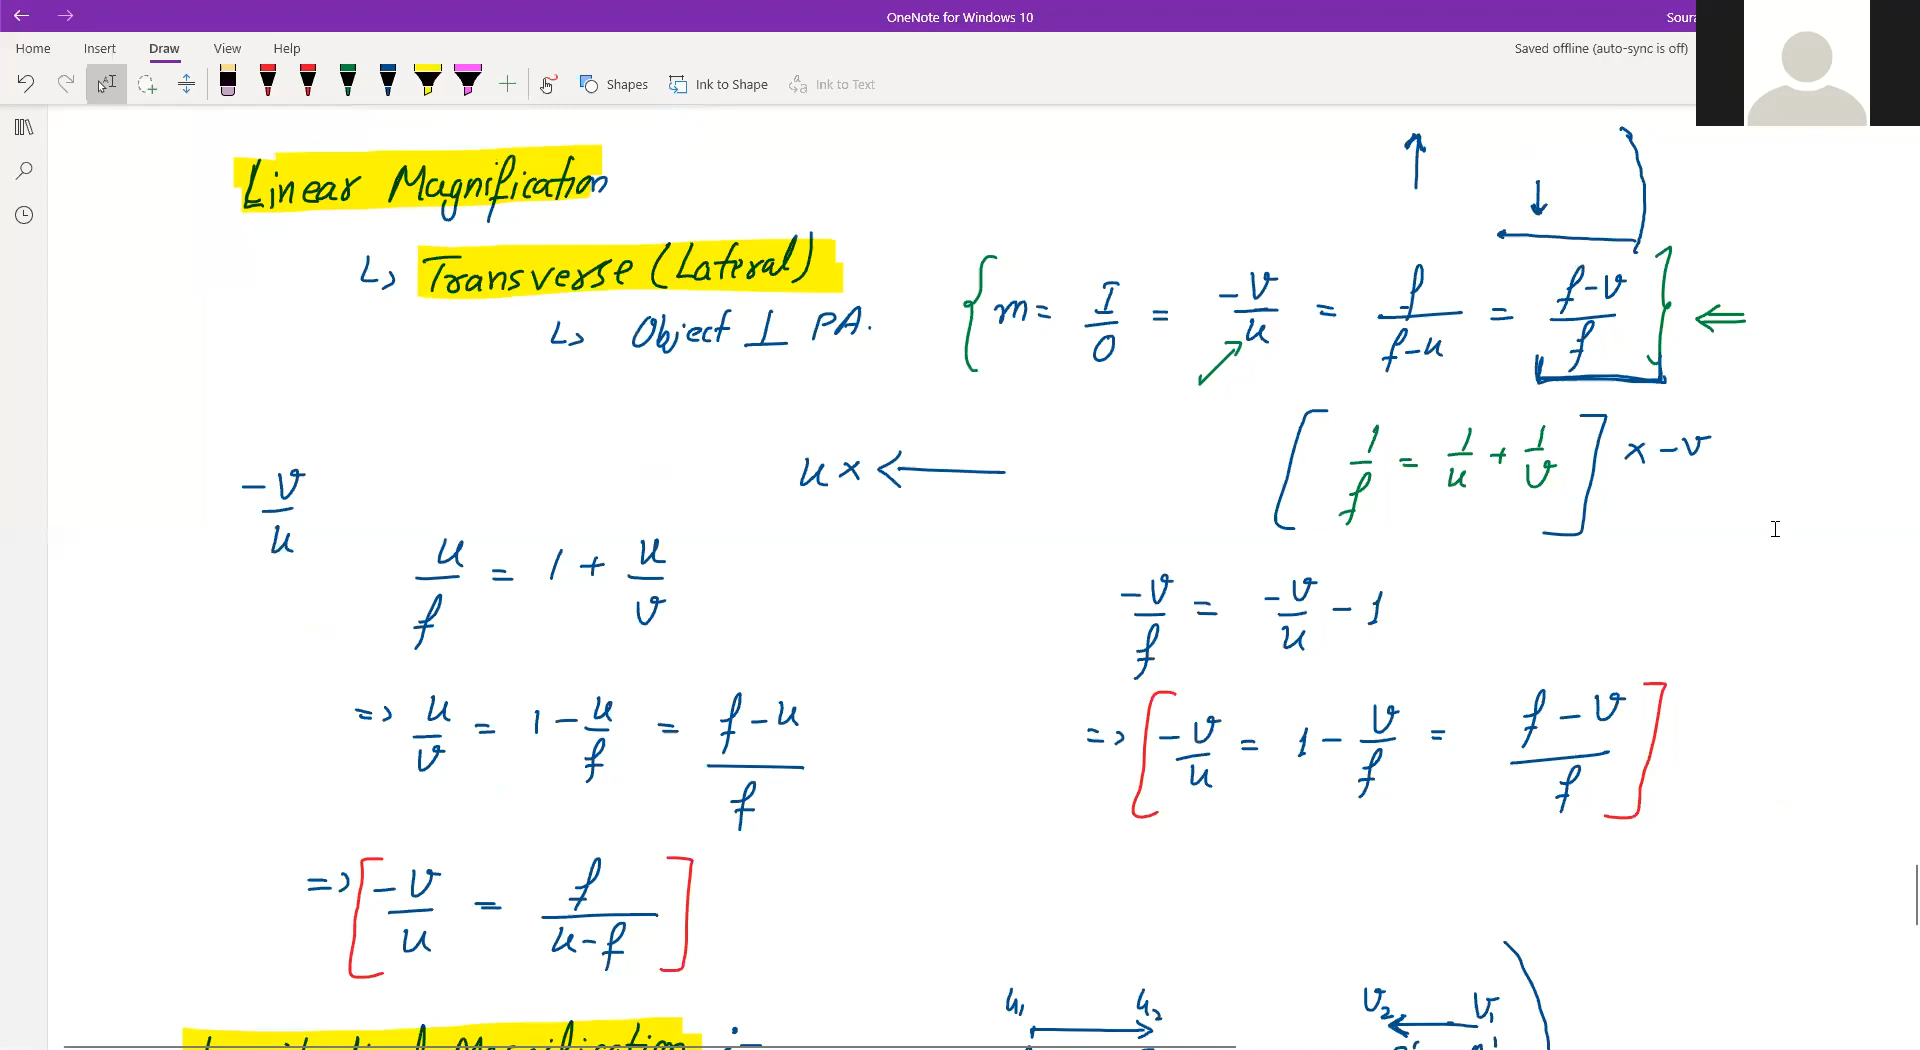 OneNote for Windows 10
Soura
Home Insert Draw View Help
Saved offline (auto-sync is off)
Shapes Ink to Shape Ink to Text
Linear Magnification
↳ Transverse (Lateral)
↳ Object ⊥ PA.
{ m = I/O = -v/u = f/(f-u) = (f-v)/f } ⇐
u × ←
[ 1/f = 1/u + 1/v ] × -v
-v/u
u/f = 1 + u/v
-v/f = -v/u - 1
=> u/v = 1 - u/f = (f-u)/f
=> [ -v/u = 1 - v/f = (f-v)/f ]
=> [ -v/u = f/(u-f) ]
u₁ u₂
v₂ v₁
Magnification :-